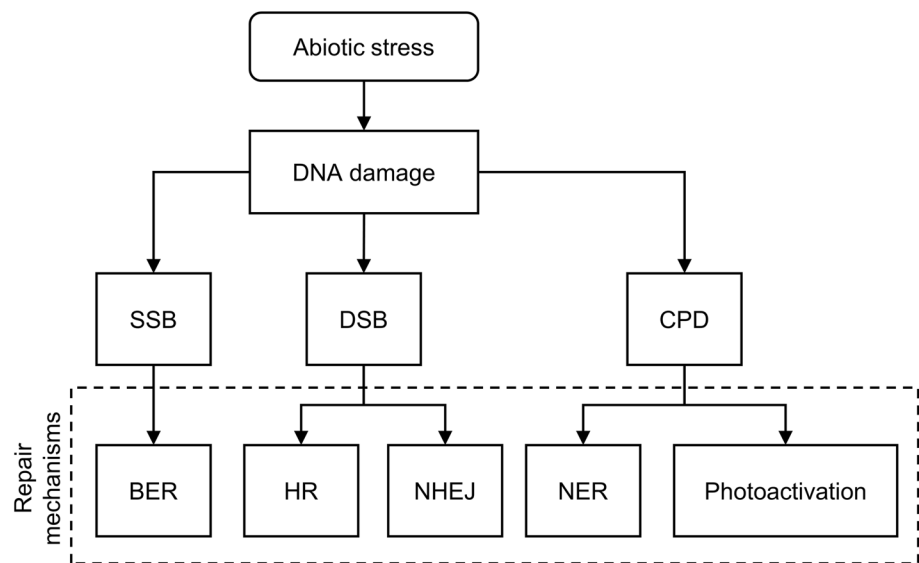 Abiotic stress
DNA damage
SSB
DSB
CPD
Repair
mechanisms
BER
HR
NHEJ
NER
Photoactivation